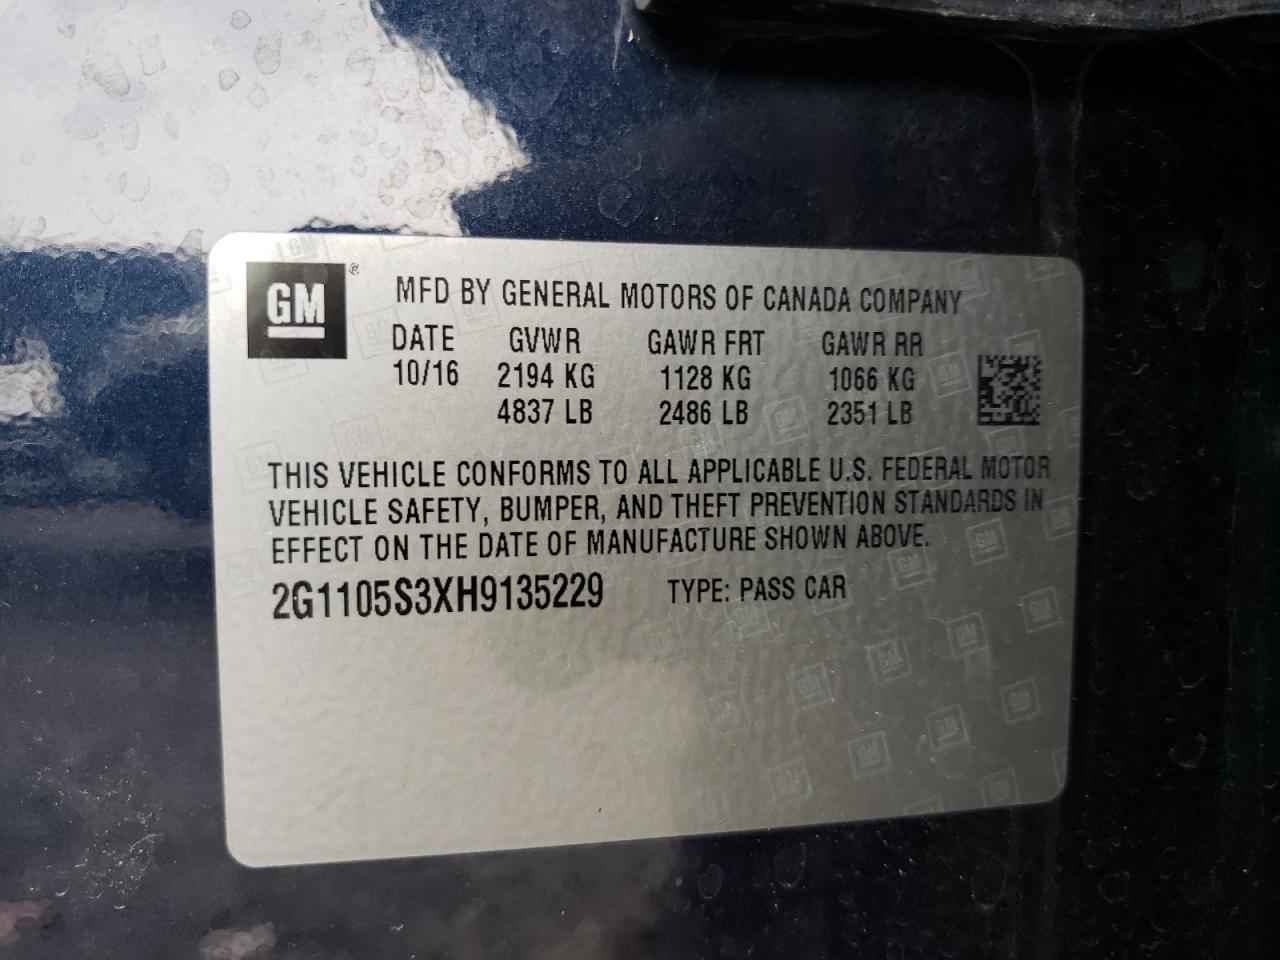 GM ®
MFD BY GENERAL MOTORS OF CANADA COMPANY
DATE GVWR GAWR FRT GAWR RR
10/16 2194 KG 1128 KG 1066 KG
4837 LB 2486 LB 2351 LB
THIS VEHICLE CONFORMS TO ALL APPLICABLE U.S. FEDERAL MOTOR
VEHICLE SAFETY, BUMPER, AND THEFT PREVENTION STANDARDS IN
EFFECT ON THE DATE OF MANUFACTURE SHOWN ABOVE.
2G1105S3XH9135229 TYPE: PASS CAR